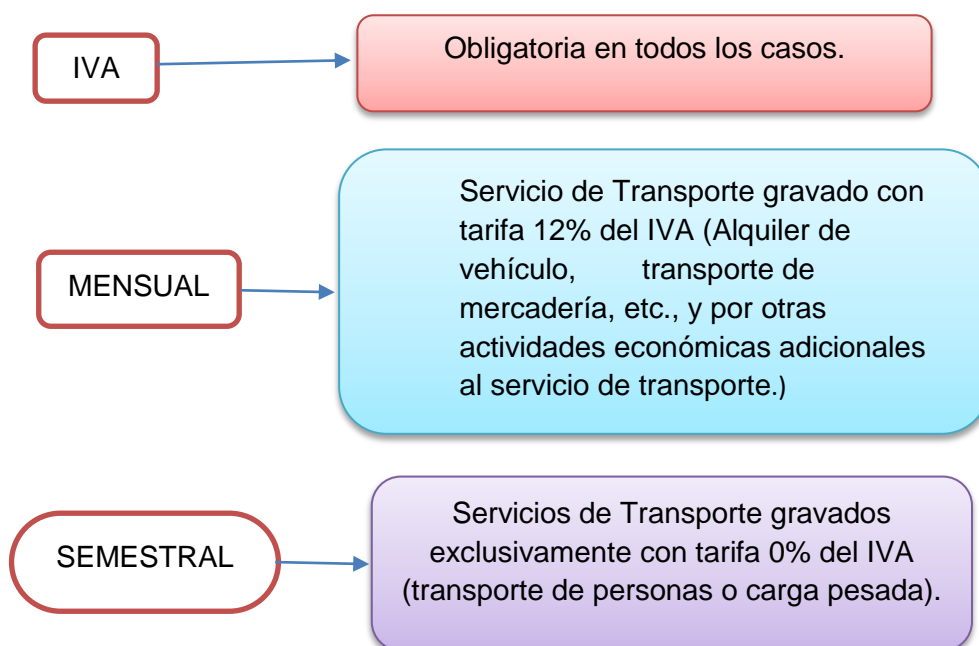 IVA
Obligatoria en todos los casos.
MENSUAL
Servicio de Transporte gravado con
tarifa 12% del IVA (Alquiler de
vehículo, transporte de
mercadería, etc., y por otras
actividades económicas adicionales
al servicio de transporte.)
SEMESTRAL
Servicios de Transporte gravados
exclusivamente con tarifa 0% del IVA
(transporte de personas o carga pesada).